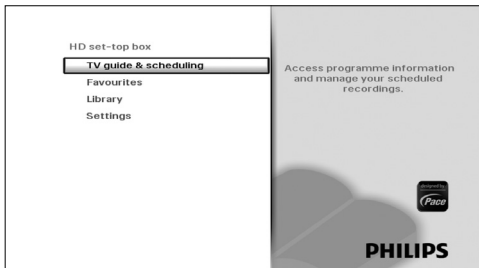 HD set-top box
TV guide & scheduling
Favourites
Library
Settings
Access programme information
and manage your scheduled
recordings.
designed by
Pace
PHILIPS